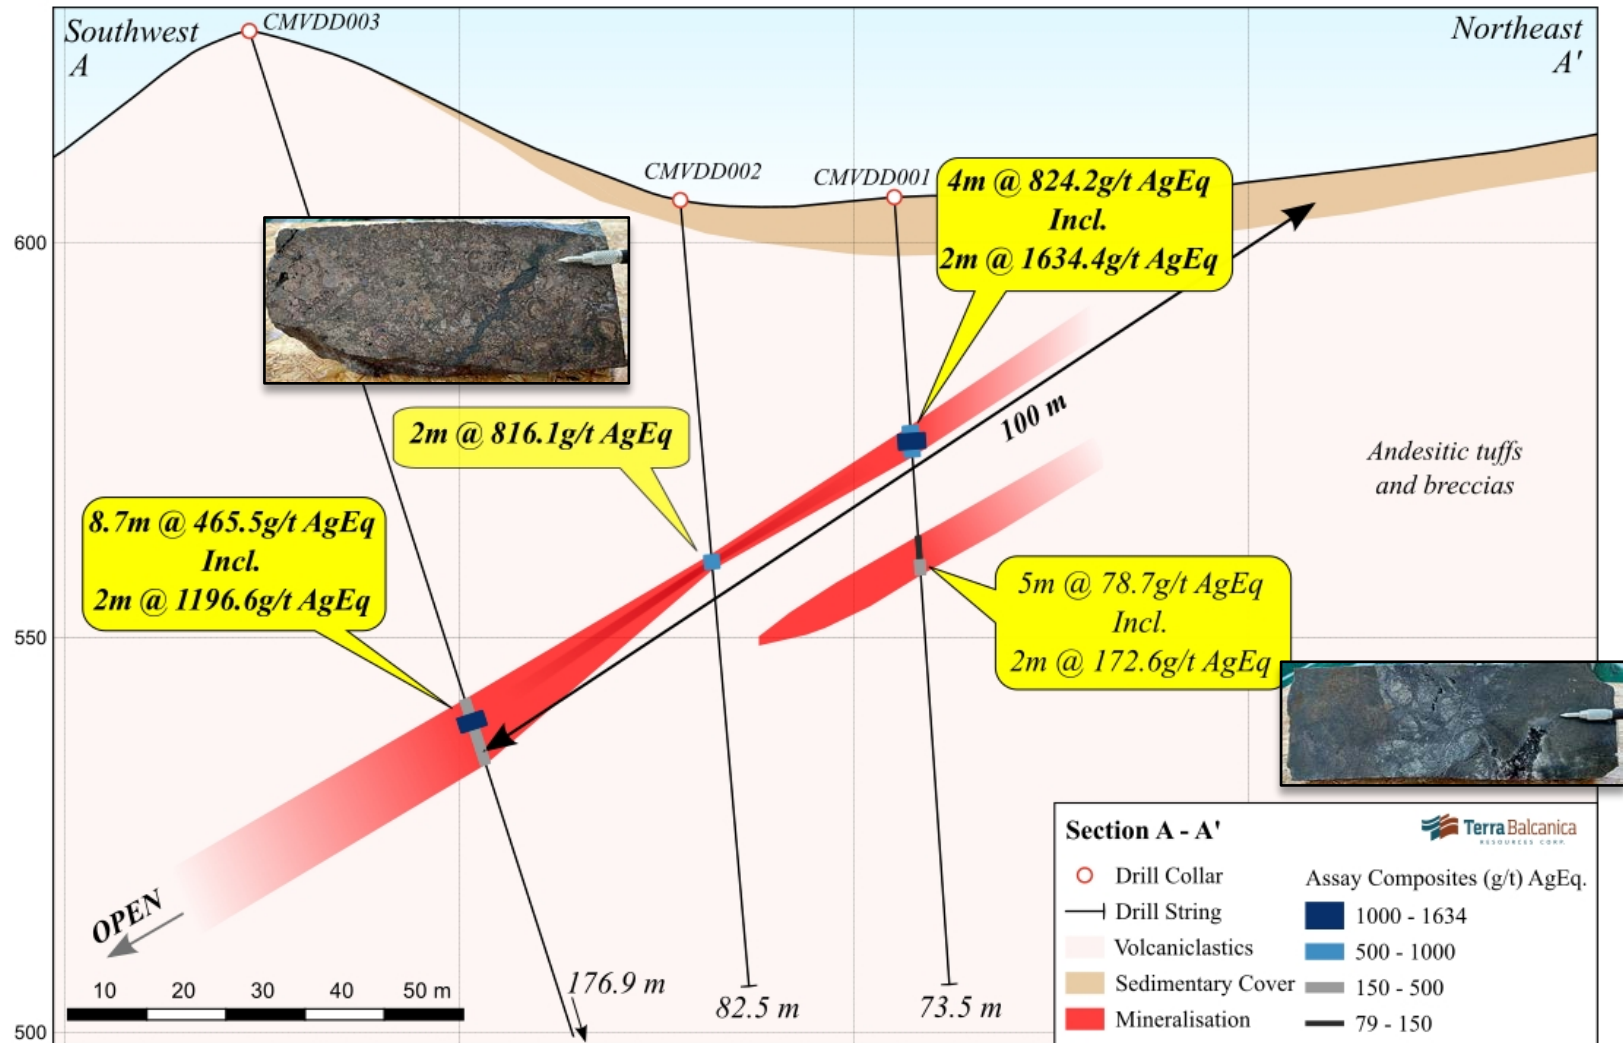 Southwest
A
CMVDD003
Northeast
A'
CMVDD002
CMVDD001
4m @ 824.2g/t AgEq
Incl.
2m @ 1634.4g/t AgEq
600
2m @ 816.1g/t AgEq
100 m
Andesitic tuffs
and breccias
8.7m @ 465.5g/t AgEq
Incl.
2m @ 1196.6g/t AgEq
5m @ 78.7g/t AgEq
Incl.
2m @ 172.6g/t AgEq
550
OPEN
10 20 30 40 50 m
176.9 m
82.5 m
73.5 m
500
Section A - A'
Terra Balcanica
RESOURCES CORP.
Drill Collar
Drill String
Volcaniclastics
Sedimentary Cover
Mineralisation
Assay Composites (g/t) AgEq.
1000 - 1634
500 - 1000
150 - 500
79 - 150